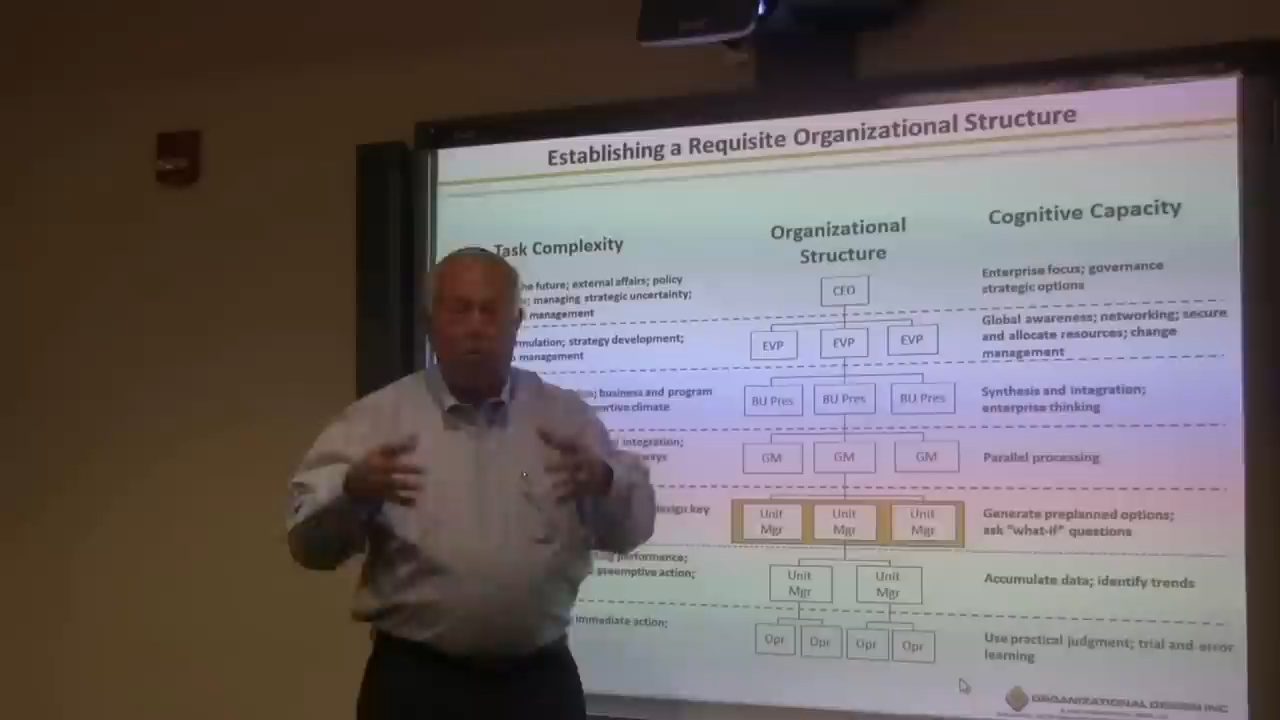 Establishing a Requisite Organizational Structure
Task Complexity
Organizational
Structure
Cognitive Capacity
he future; external affairs; policy
managing strategic uncertainty;
management
CEO
Enterprise focus; governance
strategic options
mulation; strategy development;
management
EVP EVP EVP
Global awareness; networking; secure
and allocate resources; change
management
business and program
ortive climate
BU Pres BU Pres BU Pres
Synthesis and integration;
enterprise thinking
integration;
ways
GM GM GM
Parallel processing
design key
Unit Unit Unit
Mgr Mgr Mgr
Generate preplanned options;
ask "what-if" questions
performance;
preemptive action;
Unit Unit
Mgr Mgr
Accumulate data; identify trends
immediate action;
Opr Opr Opr Opr
Use practical judgment; trial and error
learning
ORGANIZATIONAL DESIGN INC